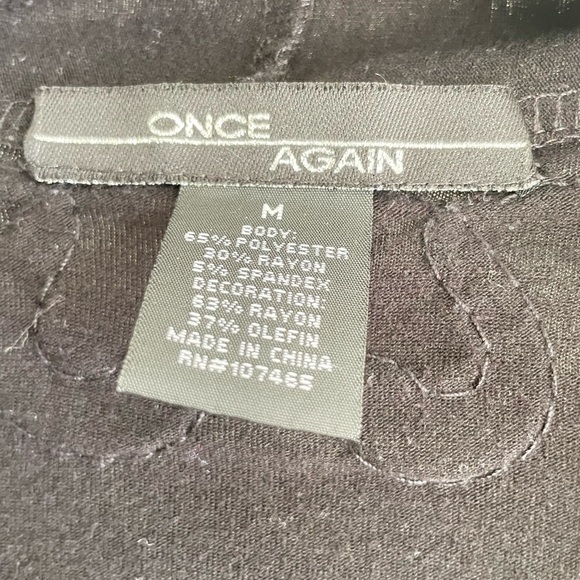 ONCE
AGAIN
M
BODY:
65% POLYESTER
30% RAYON
5% SPANDEX
DECORATION:
63% RAYON
37% OLEFIN
MADE IN CHINA
RN#107465